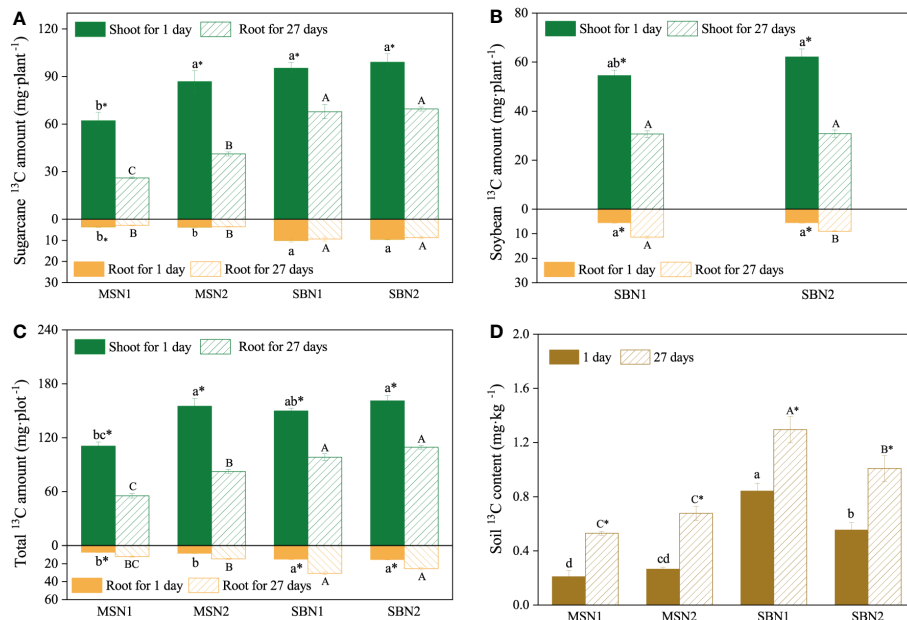 A
Shoot for 1 day Root for 27 days
Sugarcane ¹³C amount (mg·plant⁻¹)
120
90
60
30
0
10
20
30
b* a* a* a*
C B A A
b* B b B a A a A
Root for 1 day Root for 27 days
MSN1 MSN2 SBN1 SBN2
B
Shoot for 1 day Shoot for 27 days
Soybean ¹³C amount (mg·plant⁻¹)
80
60
40
20
0
10
20
30
ab* A a* A
a* A a* B
Root for 1 day Root for 27 days
SBN1 SBN2
C
Shoot for 1 day Root for 27 days
Total ¹³C amount (mg·plot⁻¹)
240
180
120
60
0
20
40
60
bc* a* ab* a*
C B A A
b* BC b B a* A a* A
Root for 1 day Root for 27 days
MSN1 MSN2 SBN1 SBN2
D
1 day 27 days
Soil ¹³C content (mg·kg⁻¹)
2.0
1.6
1.2
0.8
0.4
0.0
d C* cd C* a A* b B*
MSN1 MSN2 SBN1 SBN2